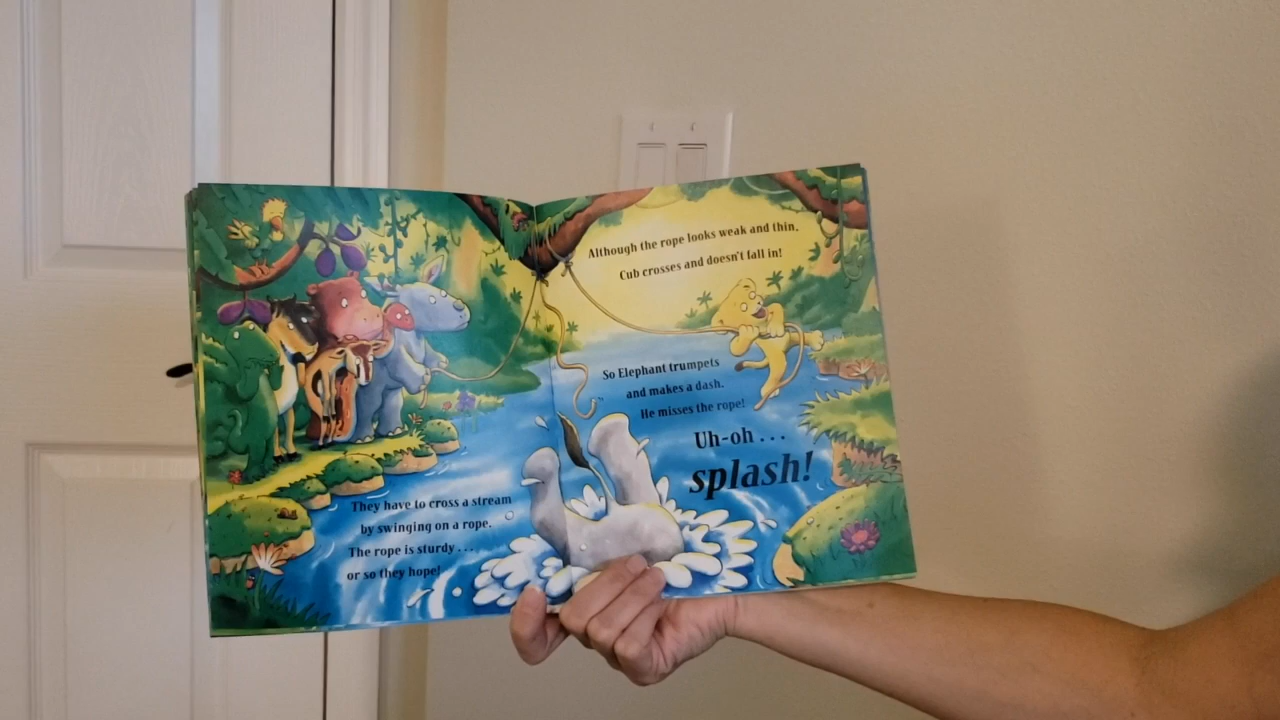 They have to cross a stream
by swinging on a rope.
The rope is sturdy . . .
or so they hope!
Although the rope looks weak and thin,
Cub crosses and doesn't fall in!
So Elephant trumpets
and makes a dash.
He misses the rope!
Uh-oh . . .
splash!